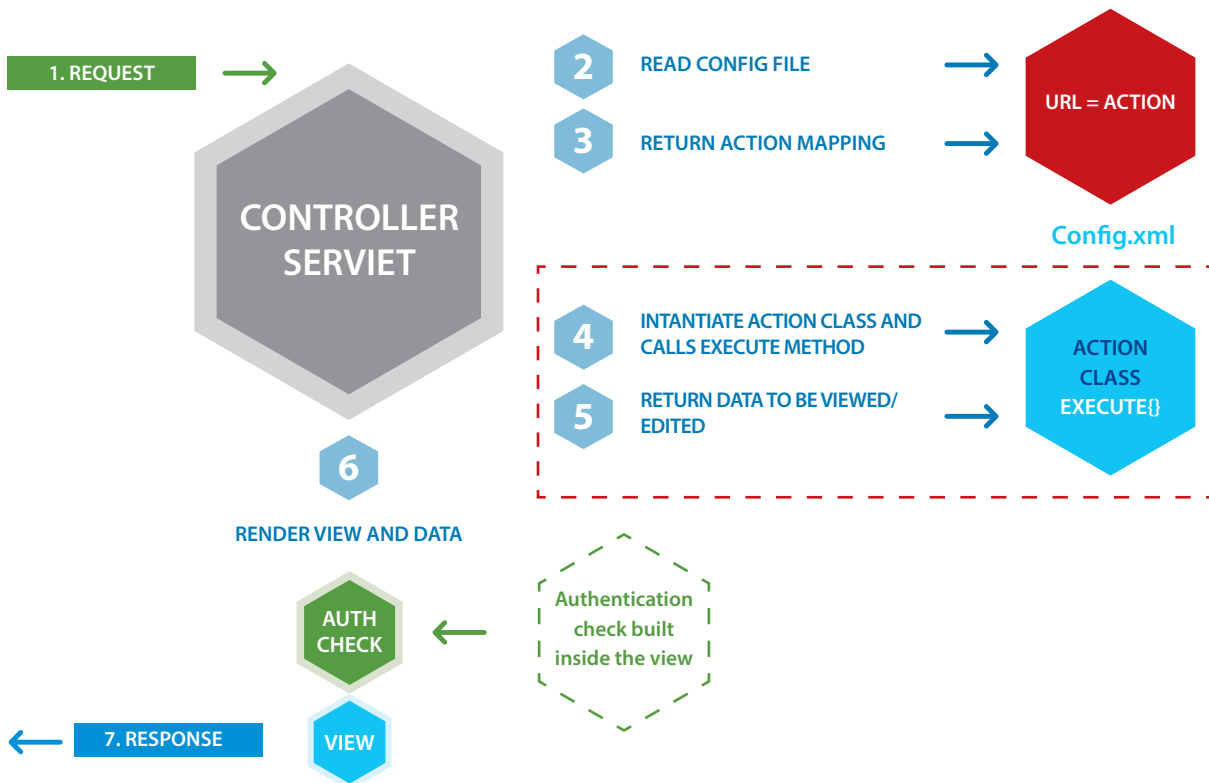 1. REQUEST
CONTROLLER
SERVIET
2
READ CONFIG FILE
3
RETURN ACTION MAPPING
URL = ACTION
Config.xml
4
INTANTIATE ACTION CLASS AND
CALLS EXECUTE METHOD
5
RETURN DATA TO BE VIEWED/
EDITED
ACTION
CLASS
EXECUTE{}
6
RENDER VIEW AND DATA
AUTH
CHECK
Authentication
check built
inside the view
VIEW
7. RESPONSE